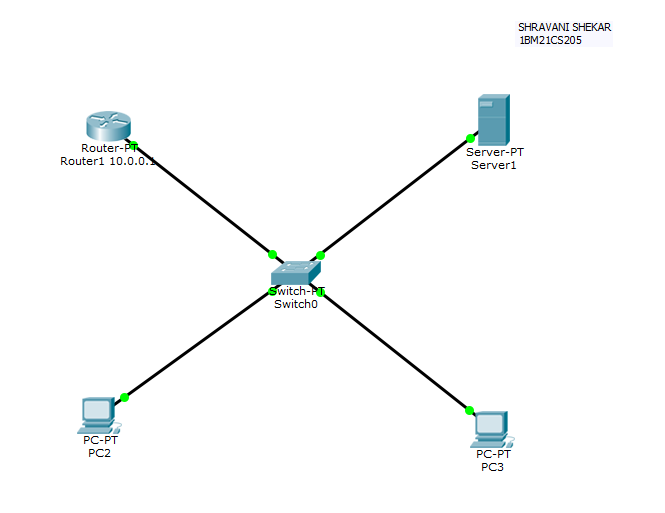 SHRAVANI SHEKAR
1BM21CS205
Router-PT
Router1 10.0.0.1
Server-PT
Server1
Switch-PT
Switch0
PC-PT
PC2
PC-PT
PC3